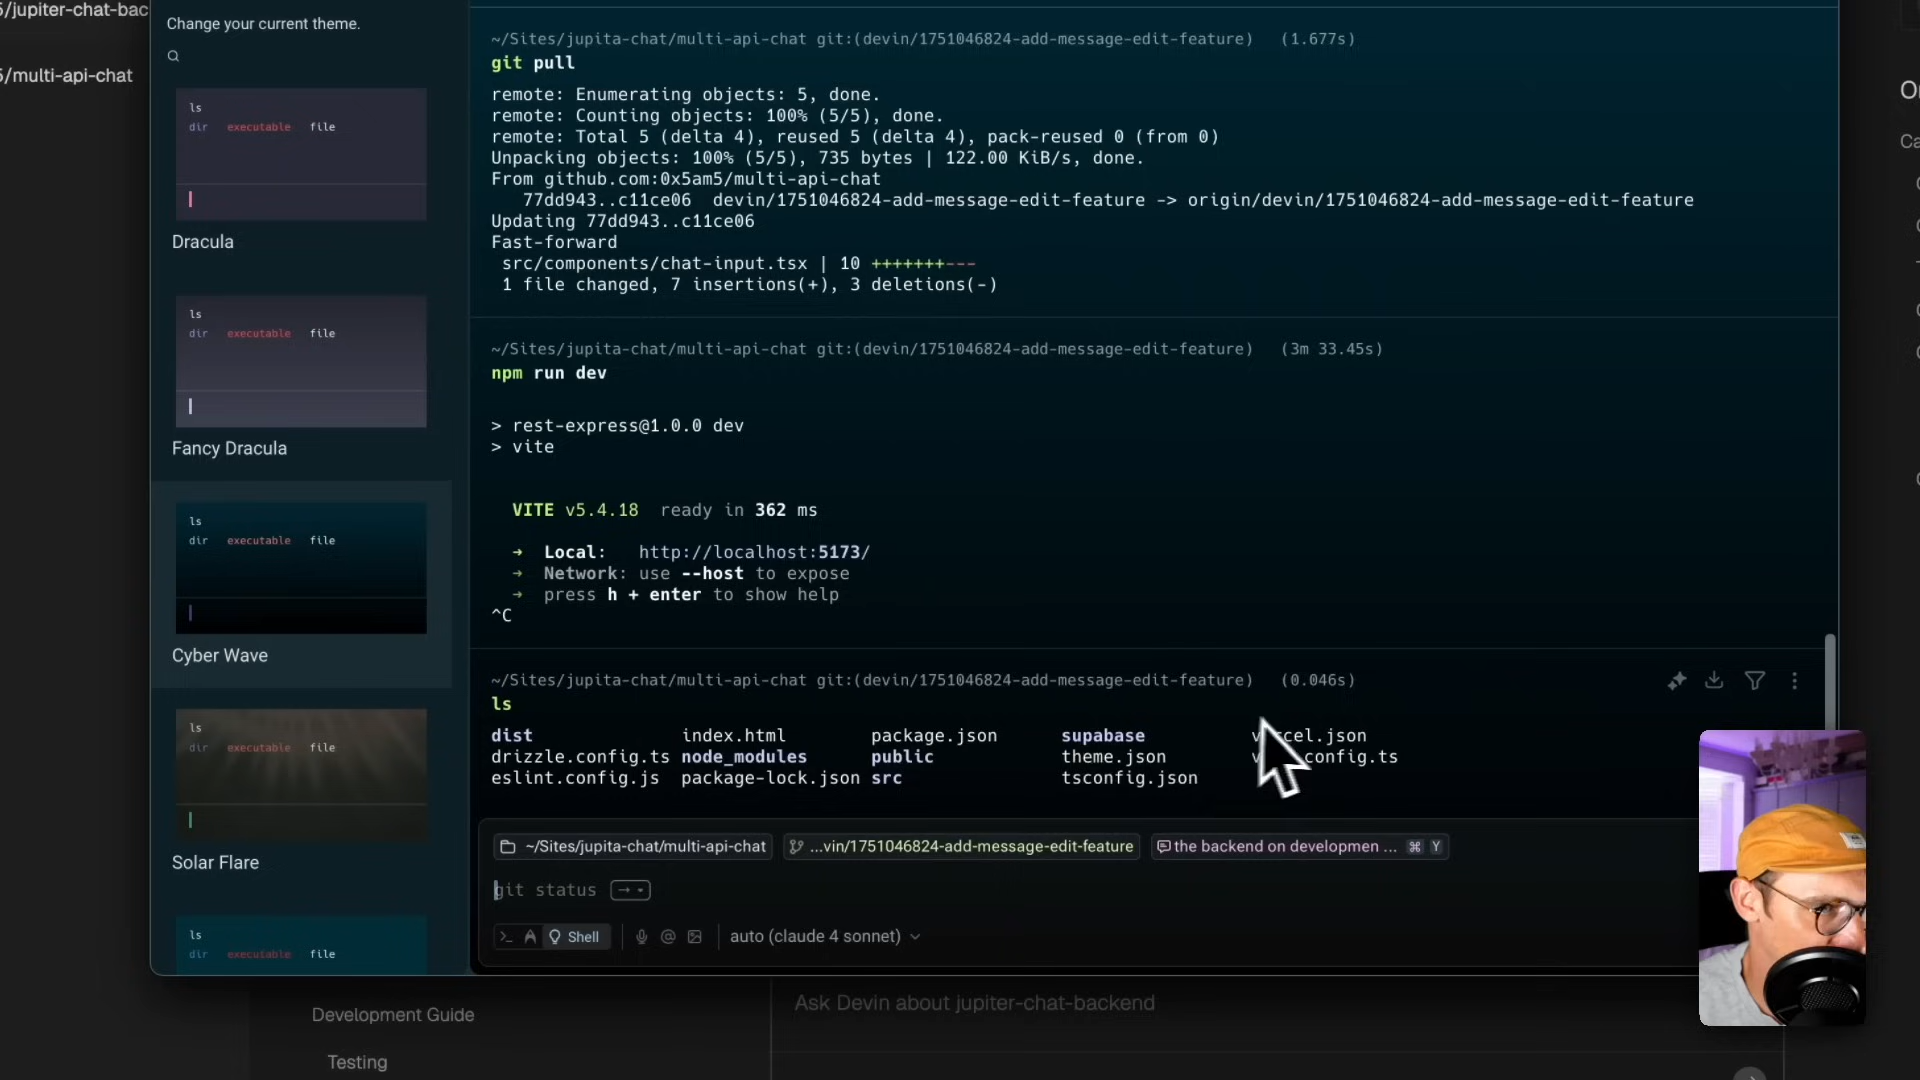 5/jupiter-chat-bac
5/multi-api-chat
Change your current theme.
ls
dir executable file
Dracula
ls
dir executable file
Fancy Dracula
ls
dir executable file
Cyber Wave
ls
dir executable file
Solar Flare
ls
dir executable file
~/Sites/jupita-chat/multi-api-chat git:(devin/1751046824-add-message-edit-feature) (1.677s)
git pull
remote: Enumerating objects: 5, done.
remote: Counting objects: 100% (5/5), done.
remote: Total 5 (delta 4), reused 5 (delta 4), pack-reused 0 (from 0)
Unpacking objects: 100% (5/5), 735 bytes | 122.00 KiB/s, done.
From github.com:0x5am5/multi-api-chat
77dd943..c11ce06 devin/1751046824-add-message-edit-feature -> origin/devin/1751046824-add-message-edit-feature
Updating 77dd943..c11ce06
Fast-forward
src/components/chat-input.tsx | 10 +++++++---
1 file changed, 7 insertions(+), 3 deletions(-)
~/Sites/jupita-chat/multi-api-chat git:(devin/1751046824-add-message-edit-feature) (3m 33.45s)
npm run dev
> rest-express@1.0.0 dev
> vite
VITE v5.4.18 ready in 362 ms
➜ Local: http://localhost:5173/
➜ Network: use --host to expose
➜ press h + enter to show help
^C
~/Sites/jupita-chat/multi-api-chat git:(devin/1751046824-add-message-edit-feature) (0.046s)
ls
dist index.html package.json supabase
drizzle.config.ts node_modules public theme.json
eslint.config.js package-lock.json src tsconfig.json
~/Sites/jupita-chat/multi-api-chat ...vin/1751046824-add-message-edit-feature the backend on developmen ... ⌘ Y
git status →
Shell @ auto (claude 4 sonnet)
Development Guide
Testing
Ask Devin about jupiter-chat-backend